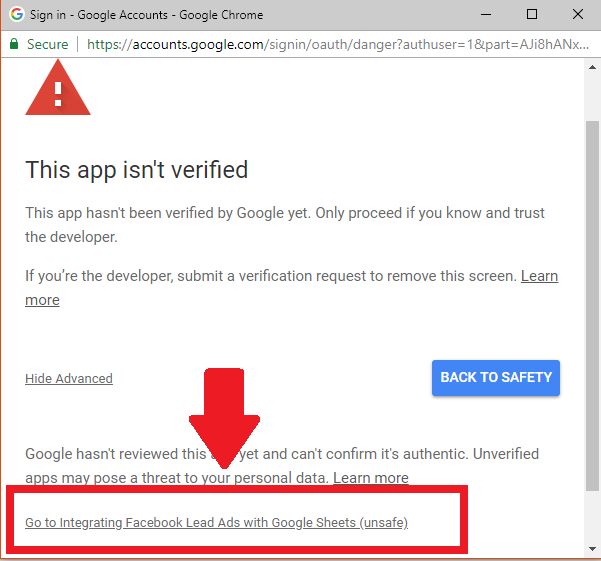 Sign in - Google Accounts - Google Chrome
Secure https://accounts.google.com/signin/oauth/danger?authuser=1&part=AJi8hANx...
This app isn't verified
This app hasn't been verified by Google yet. Only proceed if you know and trust
the developer.
If you're the developer, submit a verification request to remove this screen. Learn
more
Hide Advanced
BACK TO SAFETY
Google hasn't reviewed this yet and can't confirm it's authentic. Unverified
apps may pose a threat to your personal data. Learn more
Go to Integrating Facebook Lead Ads with Google Sheets (unsafe)